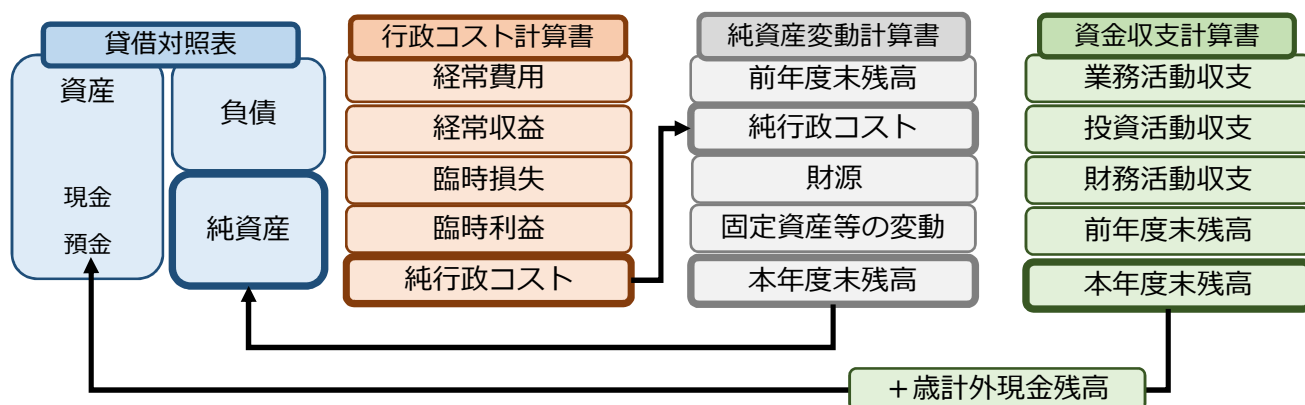 貸借対照表
資産
現金
預金
負債
純資産
行政コスト計算書
経常費用
経常収益
臨時損失
臨時利益
純行政コスト
純資産変動計算書
前年度末残高
純行政コスト
財源
固定資産等の変動
本年度末残高
資金収支計算書
業務活動収支
投資活動収支
財務活動収支
前年度末残高
本年度末残高
＋歳計外現金残高